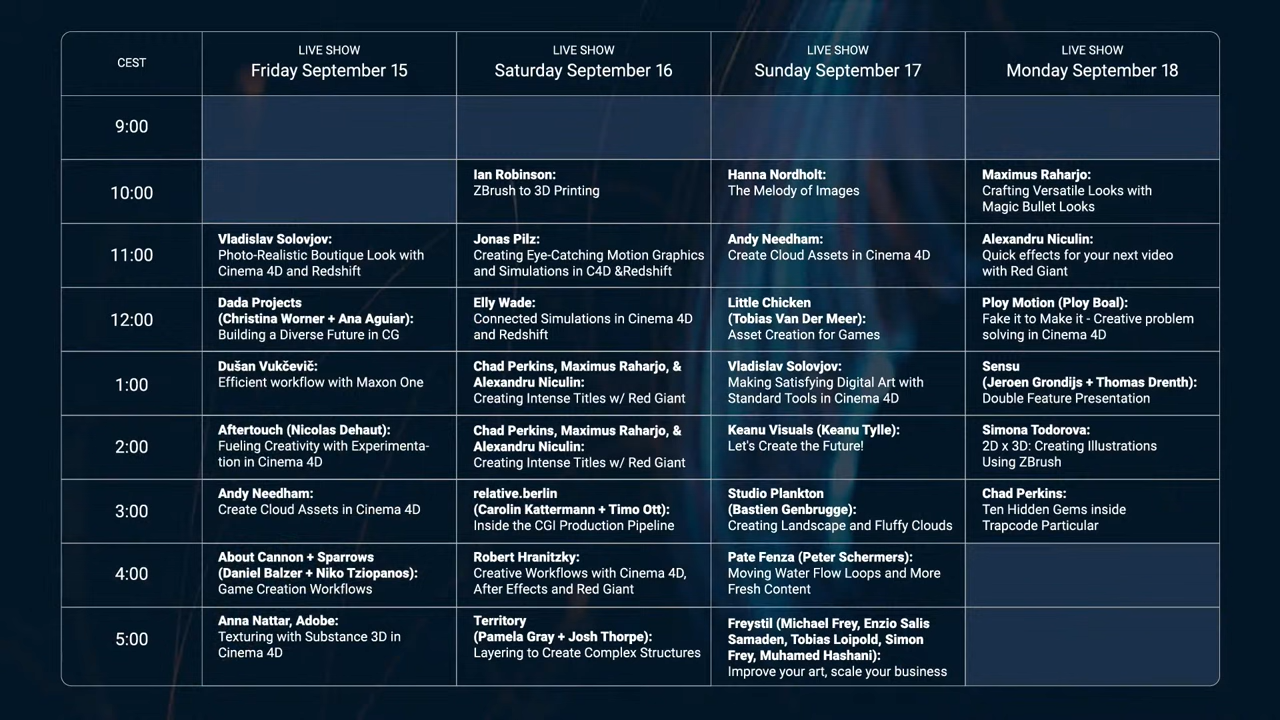 CEST
LIVE SHOW
Friday September 15
LIVE SHOW
Saturday September 16
LIVE SHOW
Sunday September 17
LIVE SHOW
Monday September 18
9:00
10:00
Ian Robinson:
ZBrush to 3D Printing
Hanna Nordholt:
The Melody of Images
Maximus Raharjo:
Crafting Versatile Looks with
Magic Bullet Looks
11:00
Vladislav Solovjov:
Photo-Realistic Boutique Look with
Cinema 4D and Redshift
Jonas Pilz:
Creating Eye-Catching Motion Graphics
and Simulations in C4D &Redshift
Andy Needham:
Create Cloud Assets in Cinema 4D
Alexandru Niculin:
Quick effects for your next video
with Red Giant
12:00
Dada Projects
(Christina Worner + Ana Aguiar):
Building a Diverse Future in CG
Elly Wade:
Connected Simulations in Cinema 4D
and Redshift
Little Chicken
(Tobias Van Der Meer):
Asset Creation for Games
Ploy Motion (Ploy Boal):
Fake it to Make it - Creative problem
solving in Cinema 4D
1:00
Dušan Vukčevič:
Efficient workflow with Maxon One
Chad Perkins, Maximus Raharjo, &
Alexandru Niculin:
Creating Intense Titles w/ Red Giant
Vladislav Solovjov:
Making Satisfying Digital Art with
Standard Tools in Cinema 4D
Sensu
(Jeroen Grondijs + Thomas Drenth):
Double Feature Presentation
2:00
Aftertouch (Nicolas Dehaut):
Fueling Creativity with Experimenta-
tion in Cinema 4D
Chad Perkins, Maximus Raharjo, &
Alexandru Niculin:
Creating Intense Titles w/ Red Giant
Keanu Visuals (Keanu Tylle):
Let's Create the Future!
Simona Todorova:
2D x 3D: Creating Illustrations
Using ZBrush
3:00
Andy Needham:
Create Cloud Assets in Cinema 4D
relative.berlin
(Carolin Kattermann + Timo Ott):
Inside the CGI Production Pipeline
Studio Plankton
(Bastien Genbrugge):
Creating Landscape and Fluffy Clouds
Chad Perkins:
Ten Hidden Gems inside
Trapcode Particular
4:00
About Cannon + Sparrows
(Daniel Balzer + Niko Tziopanos):
Game Creation Workflows
Robert Hranitzky:
Creative Workflows with Cinema 4D,
After Effects and Red Giant
Pate Fenza (Peter Schermers):
Moving Water Flow Loops and More
Fresh Content
5:00
Anna Nattar, Adobe:
Texturing with Substance 3D in
Cinema 4D
Territory
(Pamela Gray + Josh Thorpe):
Layering to Create Complex Structures
Freystil (Michael Frey, Enzio Salis
Samaden, Tobias Loipold, Simon
Frey, Muhamed Hashani):
Improve your art, scale your business